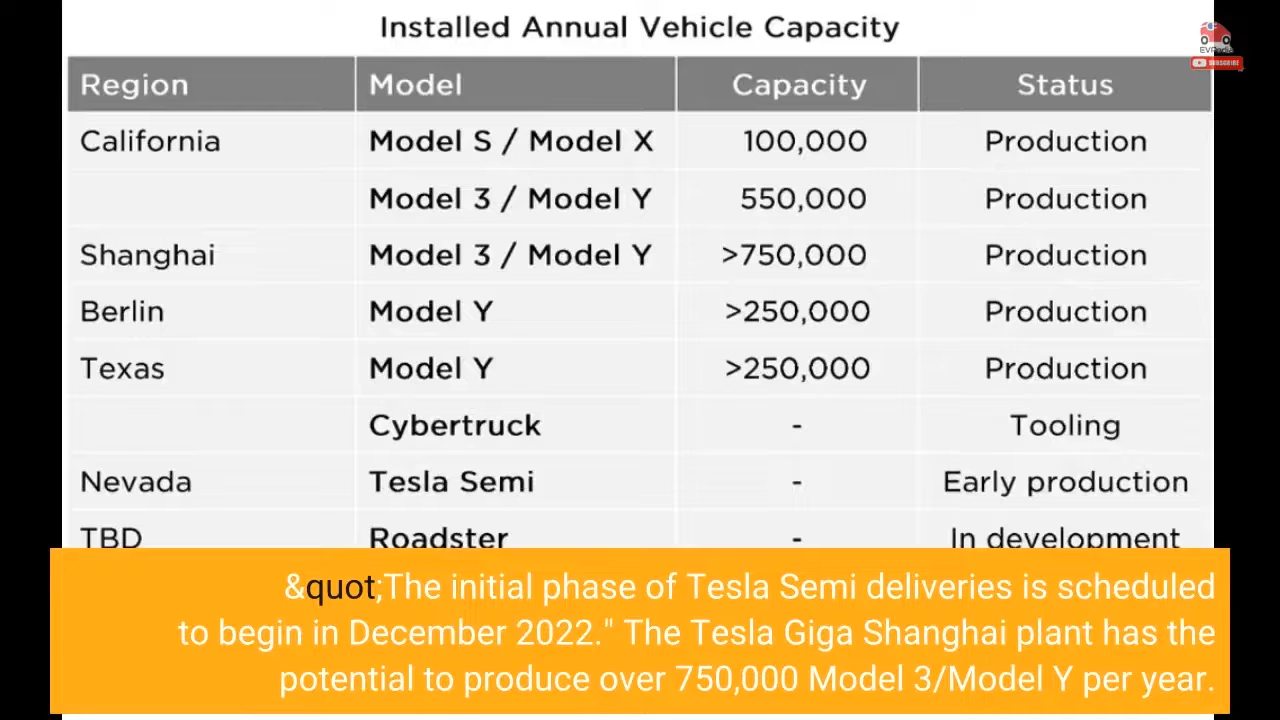 Installed Annual Vehicle Capacity
Region Model Capacity Status
California Model S / Model X 100,000 Production
Model 3 / Model Y 550,000 Production
Shanghai Model 3 / Model Y >750,000 Production
Berlin Model Y >250,000 Production
Texas Model Y >250,000 Production
Cybertruck - Tooling
Nevada Tesla Semi - Early production
TBD Roadster - In development
&quot;The initial phase of Tesla Semi deliveries is scheduled
to begin in December 2022." The Tesla Giga Shanghai plant has the
potential to produce over 750,000 Model 3/Model Y per year.
EVPedia
SUBSCRIBE